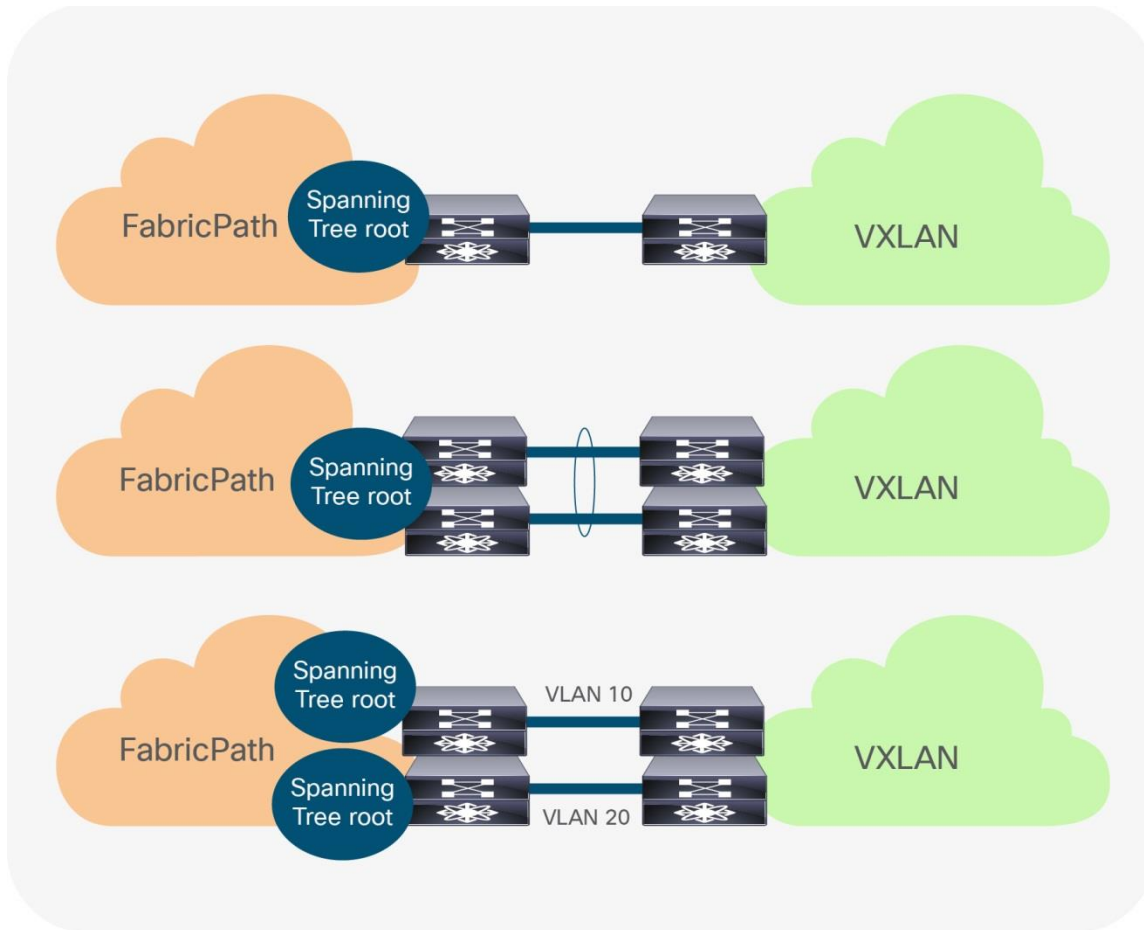 FabricPath
Spanning
Tree root
VXLAN
FabricPath
Spanning
Tree root
VXLAN
Spanning
Tree root
VLAN 10
FabricPath
VXLAN
Spanning
Tree root
VLAN 20